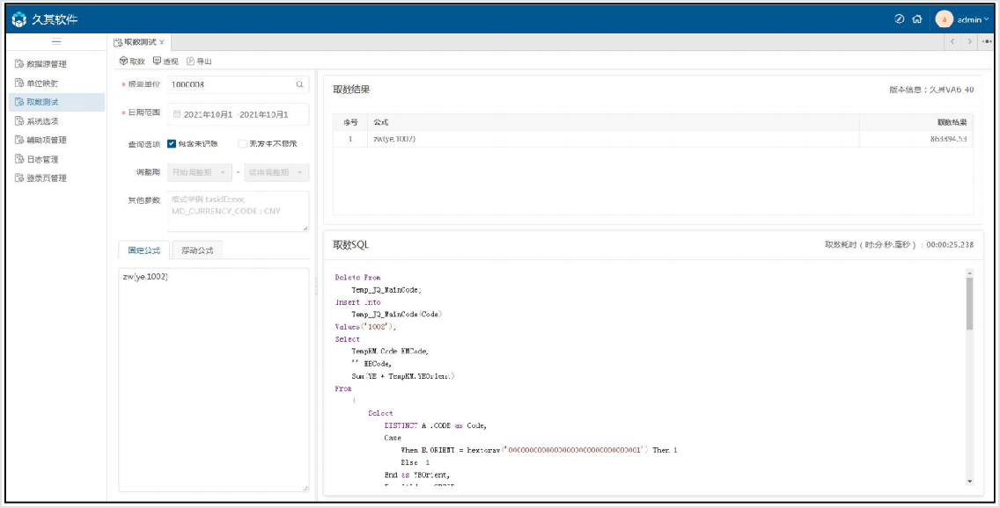 久其软件
admin
取数测试 ×
数据源管理
单位映射
取数测试
系统选项
辅助项管理
日志管理
登录页管理
取数 透视 导出
* 报表单位 1000008
* 日期范围 2021年10月1 -2021年10月1
查询选项 包含未记账 无发生不显示
调整期 开始调整期 - 结束调整期
其他参数 格式举例 taskID:xxx,
MD_CURRENCY_CODE : CNY
固定公式 浮动公式
zw(ye,1002)
取数结果 版本信息：久其VA6.40
序号 公式 取数结果
1 zw(ye,1002) 863894.53
取数SQL 取数耗时（时:分:秒.毫秒）：00:00:25.238
Delete From
Temp_JQ_MainCode;
Insert Into
Temp_JQ_MainCode(Code)
Values('1002');
Select
TempKM.Code KMCode,
Sum(YE * TempKM.YEOrient)
From
(
Select
DISTINCT A .CODE as Code,
Case
When B.ORIENT = hextoraw('00000000000000000000000000000001') Then 1
Else -1
End as YEOrient,